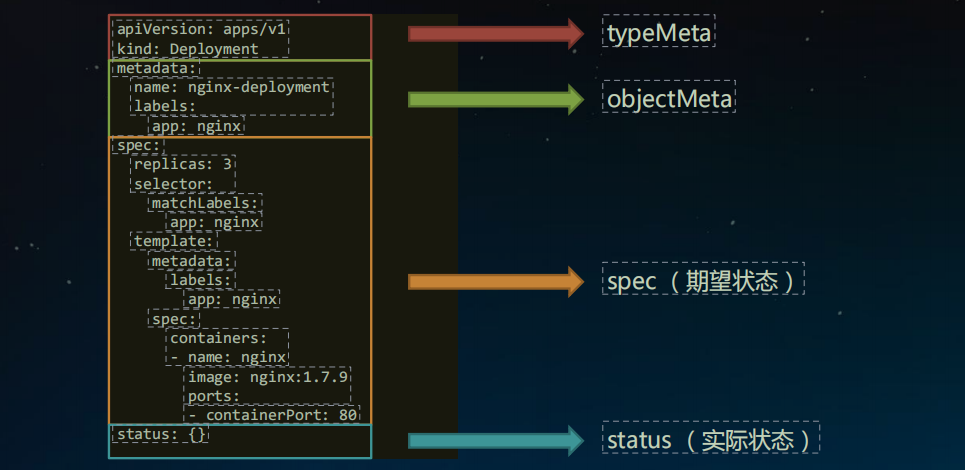 apiVersion: apps/v1
kind: Deployment
metadata:
name: nginx-deployment
labels:
app: nginx
spec:
replicas: 3
selector:
matchLabels:
app: nginx
template:
metadata:
labels:
app: nginx
spec:
containers:
- name: nginx
image: nginx:1.7.9
ports:
- containerPort: 80
status: {}
typeMeta
objectMeta
spec（期望状态）
status（实际状态）